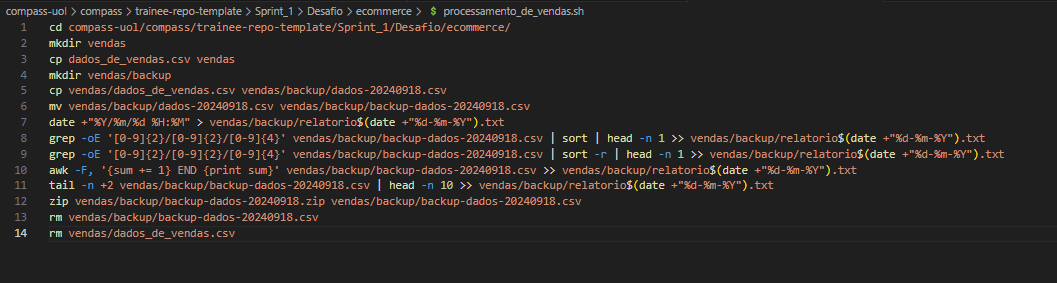 compass-uol > compass > trainee-repo-template > Sprint_1 > Desafio > ecommerce > $ processamento_de_vendas.sh
1 cd compass-uol/compass/trainee-repo-template/Sprint_1/Desafio/ecommerce/
2 mkdir vendas
3 cp dados_de_vendas.csv vendas
4 mkdir vendas/backup
5 cp vendas/dados_de_vendas.csv vendas/backup/dados-20240918.csv
6 mv vendas/backup/dados-20240918.csv vendas/backup/backup-dados-20240918.csv
7 date +"%Y/%m/%d %H:%M" > vendas/backup/relatorio$(date +"%d-%m-%Y").txt
8 grep -oE '[0-9]{2}/[0-9]{2}/[0-9]{4}' vendas/backup/backup-dados-20240918.csv | sort | head -n 1 >> vendas/backup/relatorio$(date +"%d-%m-%Y").txt
9 grep -oE '[0-9]{2}/[0-9]{2}/[0-9]{4}' vendas/backup/backup-dados-20240918.csv | sort -r | head -n 1 >> vendas/backup/relatorio$(date +"%d-%m-%Y").txt
10 awk -F, '{sum += 1} END {print sum}' vendas/backup/backup-dados-20240918.csv >> vendas/backup/relatorio$(date +"%d-%m-%Y").txt
11 tail -n +2 vendas/backup/backup-dados-20240918.csv | head -n 10 >> vendas/backup/relatorio$(date +"%d-%m-%Y").txt
12 zip vendas/backup/backup-dados-20240918.zip vendas/backup/backup-dados-20240918.csv
13 rm vendas/backup/backup-dados-20240918.csv
14 rm vendas/dados_de_vendas.csv